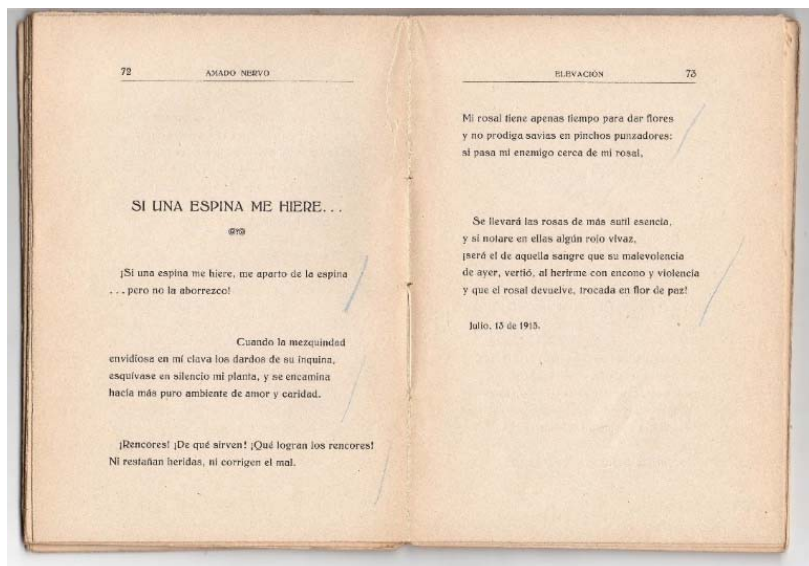 72
AMADO NERVO
SI UNA ESPINA ME HIERE...
¡Si una espina me hiere, me aparto de la espina
...pero no la aborrezco!
Cuando la mezquindad
envidiosa en mí clava los dardos de su inquina,
esquívase en silencio mi planta, y se encamina
hacia más puro ambiente de amor y caridad.
¡Rencores! ¡De qué sirven! ¡Qué logran los rencores!
Ni restañan heridas, ni corrigen el mal.
ELEVACIÓN
73
Mi rosal tiene apenas tiempo para dar flores
y no prodiga savias en pinchos punzadores:
si pasa mi enemigo cerca de mi rosal,
Se llevará las rosas de más sutil esencia,
y si notare en ellas algún rojo vivaz,
¡será el de aquella sangre que su malevolencia
de ayer, vertió, al herirme con encono y violencia
y que el rosal devuelve, trocada en flor de paz!
Julio, 13 de 1915.